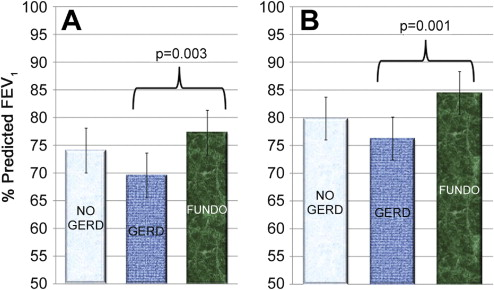 A
p=0.003
100
95
90
85
80
75
70
65
60
55
50
% Predicted FEV1
NO
GERD
GERD
FUNDO
B
p=0.001
100
95
90
85
80
75
70
65
60
55
50
NO
GERD
GERD
FUNDO